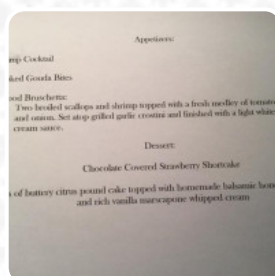 Appetizers:
Cocktail
Gouda Bites
Bruschetta:
Two broiled scallops and shrimp topped with a fresh medley of
and onion. Set atop grilled garlic crostini and finished with a light white
cream sauce.
Dessert:
Chocolate Covered Strawberry Shortcake
of buttery citrus pound cake topped with homemade balsamic
and rich vanilla marscapone whipped cream